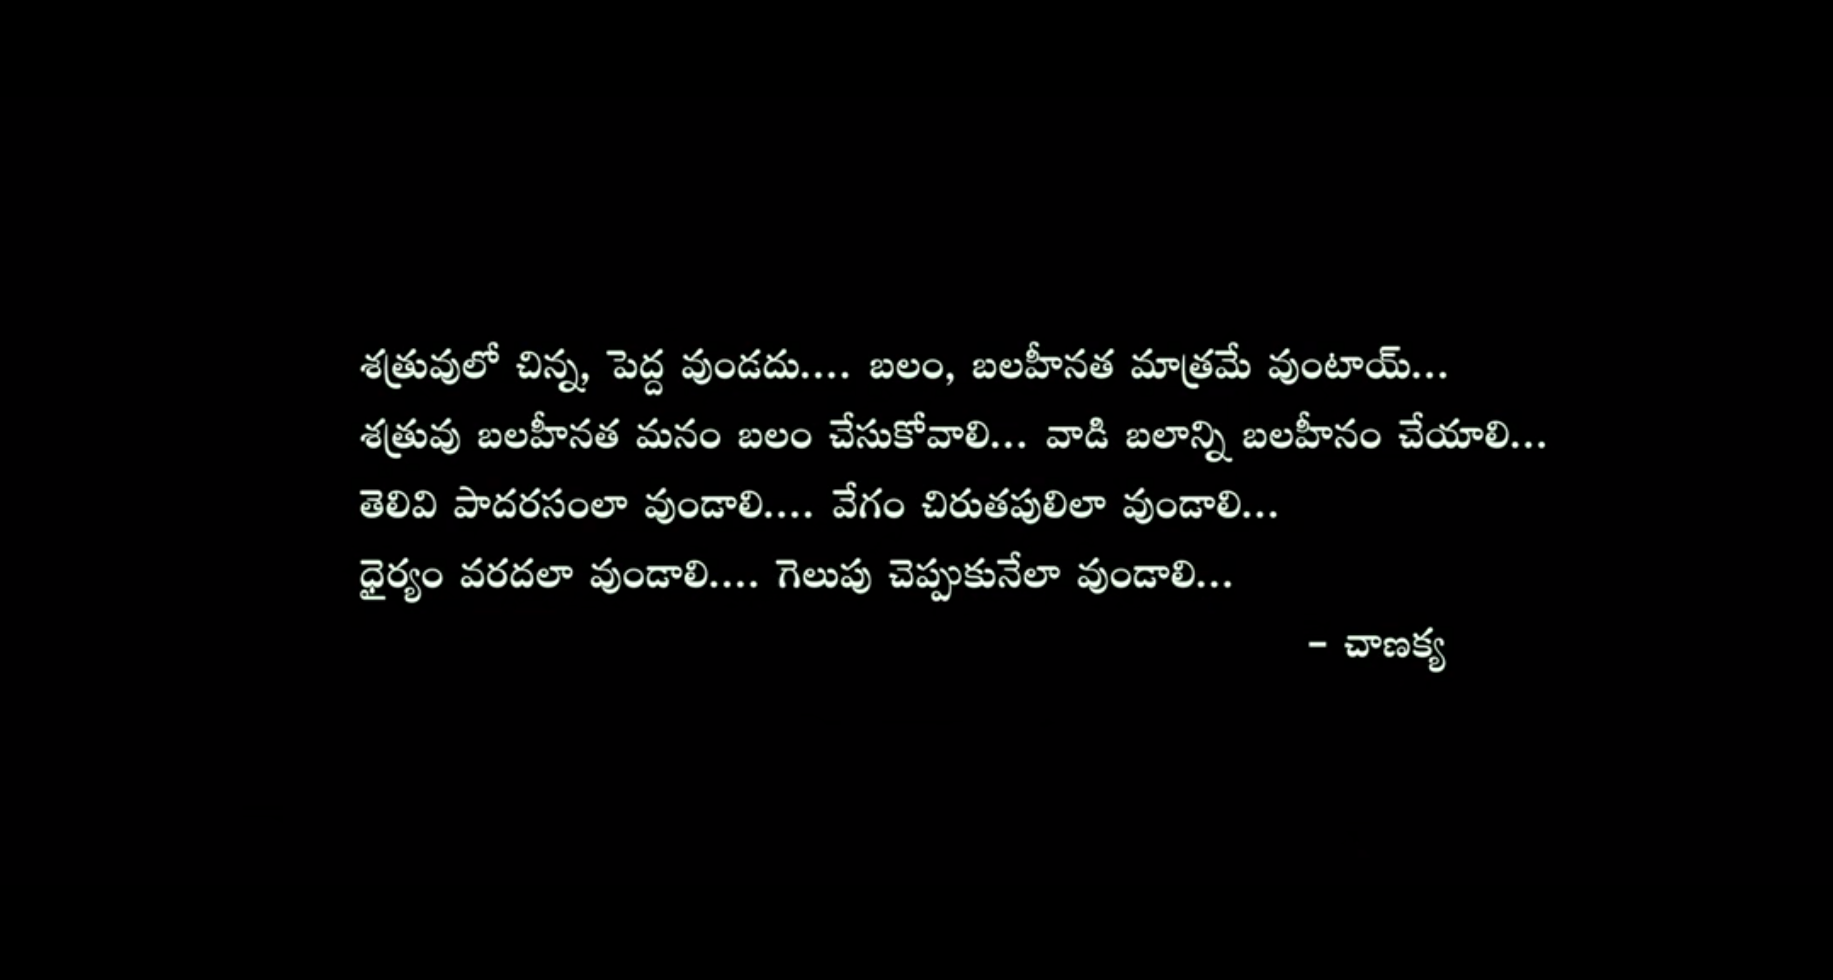 శత్రువులో చిన్న, పెద్ద వుండదు.... బలం, బలహీనత మాత్రమే వుంటాయ్...
శత్రువు బలహీనత మనం బలం చేసుకోవాలి... వాడి బలాన్ని బలహీనం చేయాలి...
తెలివి పాదరసంలా వుండాలి.... వేగం చిరుతపులిలా వుండాలి...
ధైర్యం వరదలా వుండాలి.... గెలుపు చెప్పుకునేలా వుండాలి...
- చాణక్య